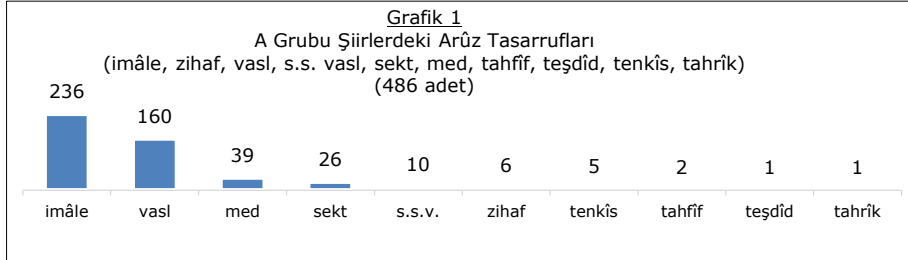 Grafik 1
A Grubu Şiirlerdeki Arûz Tasarrufları
(imâle, zihaf, vasl, s.s. vasl, sekt, med, tahfîf, teşdîd, tenkîs, tahrîk)
(486 adet)
236 160 39 26 10 6 5 2 1 1
imâle vasl med sekt s.s.v. zihaf tenkîs tahfîf teşdîd tahrîk